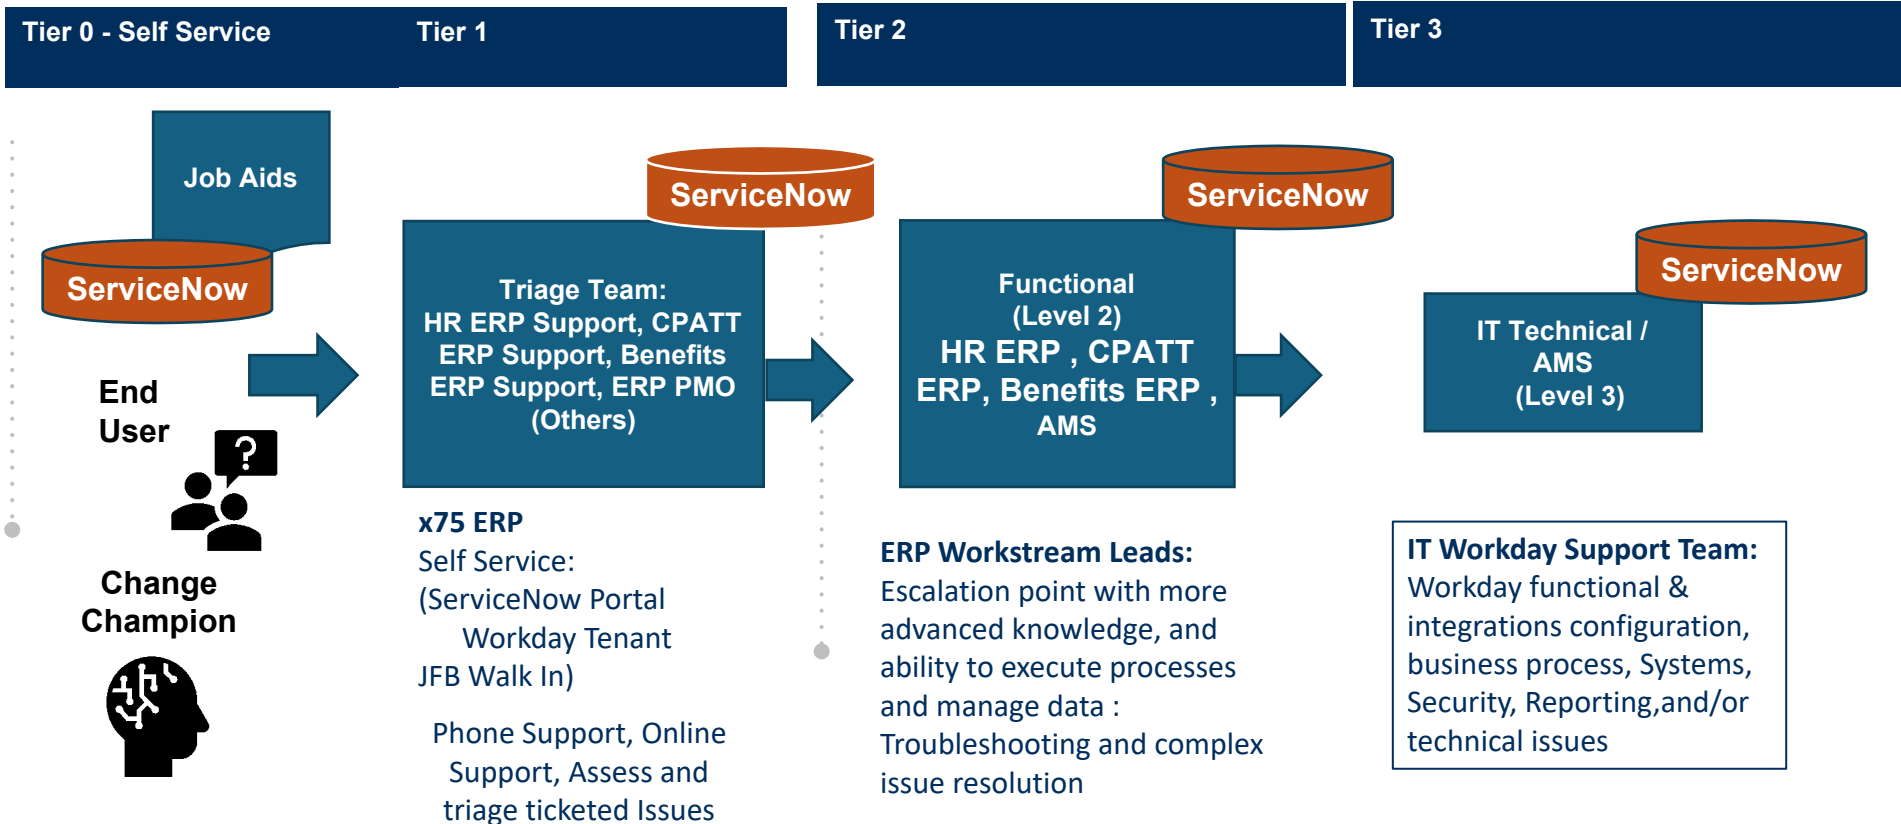 Tier 0 - Self Service
Tier 1
Tier 2
Tier 3
Job Aids
ServiceNow
End
User
?
Change
Champion
ServiceNow
Triage Team:
HR ERP Support, CPATT
ERP Support, Benefits
ERP Support, ERP PMO
(Others)
x75 ERP
Self Service:
(ServiceNow Portal
Workday Tenant
JFB Walk In)
Phone Support, Online
Support, Assess and
triage ticketed Issues
ServiceNow
Functional
(Level 2)
HR ERP , CPATT
ERP, Benefits ERP ,
AMS
ERP Workstream Leads:
Escalation point with more
advanced knowledge, and
ability to execute processes
and manage data :
Troubleshooting and complex
issue resolution
ServiceNow
IT Technical /
AMS
(Level 3)
IT Workday Support Team:
Workday functional &
integrations configuration,
business process, Systems,
Security, Reporting,and/or
technical issues